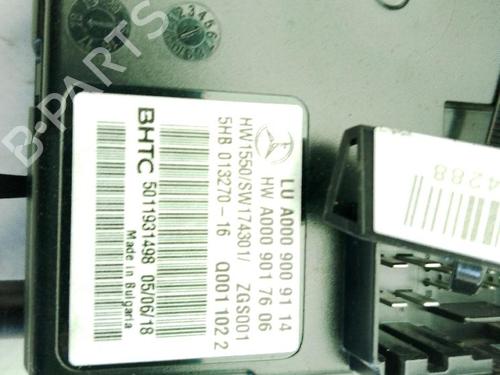 LU A000 900 91 14
HW A000 901 76 06
HW1550/SW174301/ ZGS001
5HB 013270-16 Q001 102 2
BHTC 5011931498 05/06/18
Made in Bulgaria
4288
B-PARTS